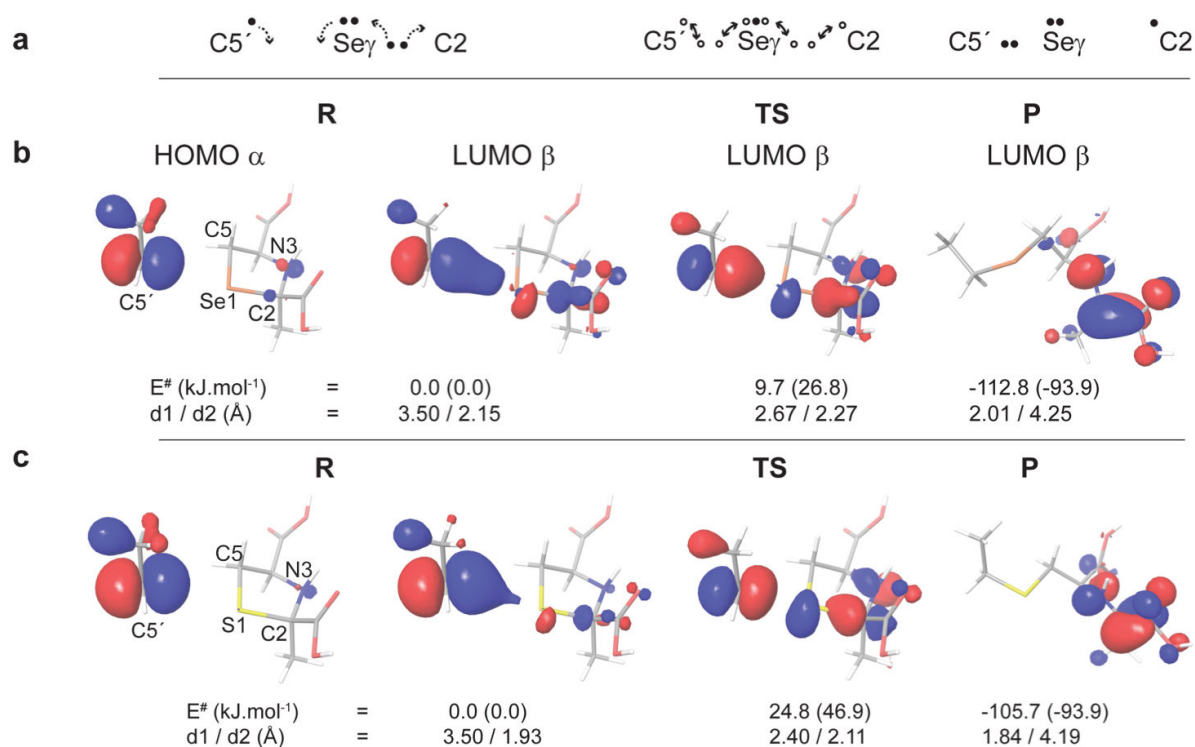 a
C5´ Seγ C2 C5´ Seγ C2 C5´ Seγ C2
R TS P
b
HOMO α LUMO β LUMO β LUMO β
C5
N3
C5´
Se1
C2
E# (kJ.mol-1) = 0.0 (0.0) 9.7 (26.8) -112.8 (-93.9)
d1 / d2 (Å) = 3.50 / 2.15 2.67 / 2.27 2.01 / 4.25
c
R TS P
C5
N3
C5´
S1
C2
E# (kJ.mol-1) = 0.0 (0.0) 24.8 (46.9) -105.7 (-93.9)
d1 / d2 (Å) = 3.50 / 1.93 2.40 / 2.11 1.84 / 4.19